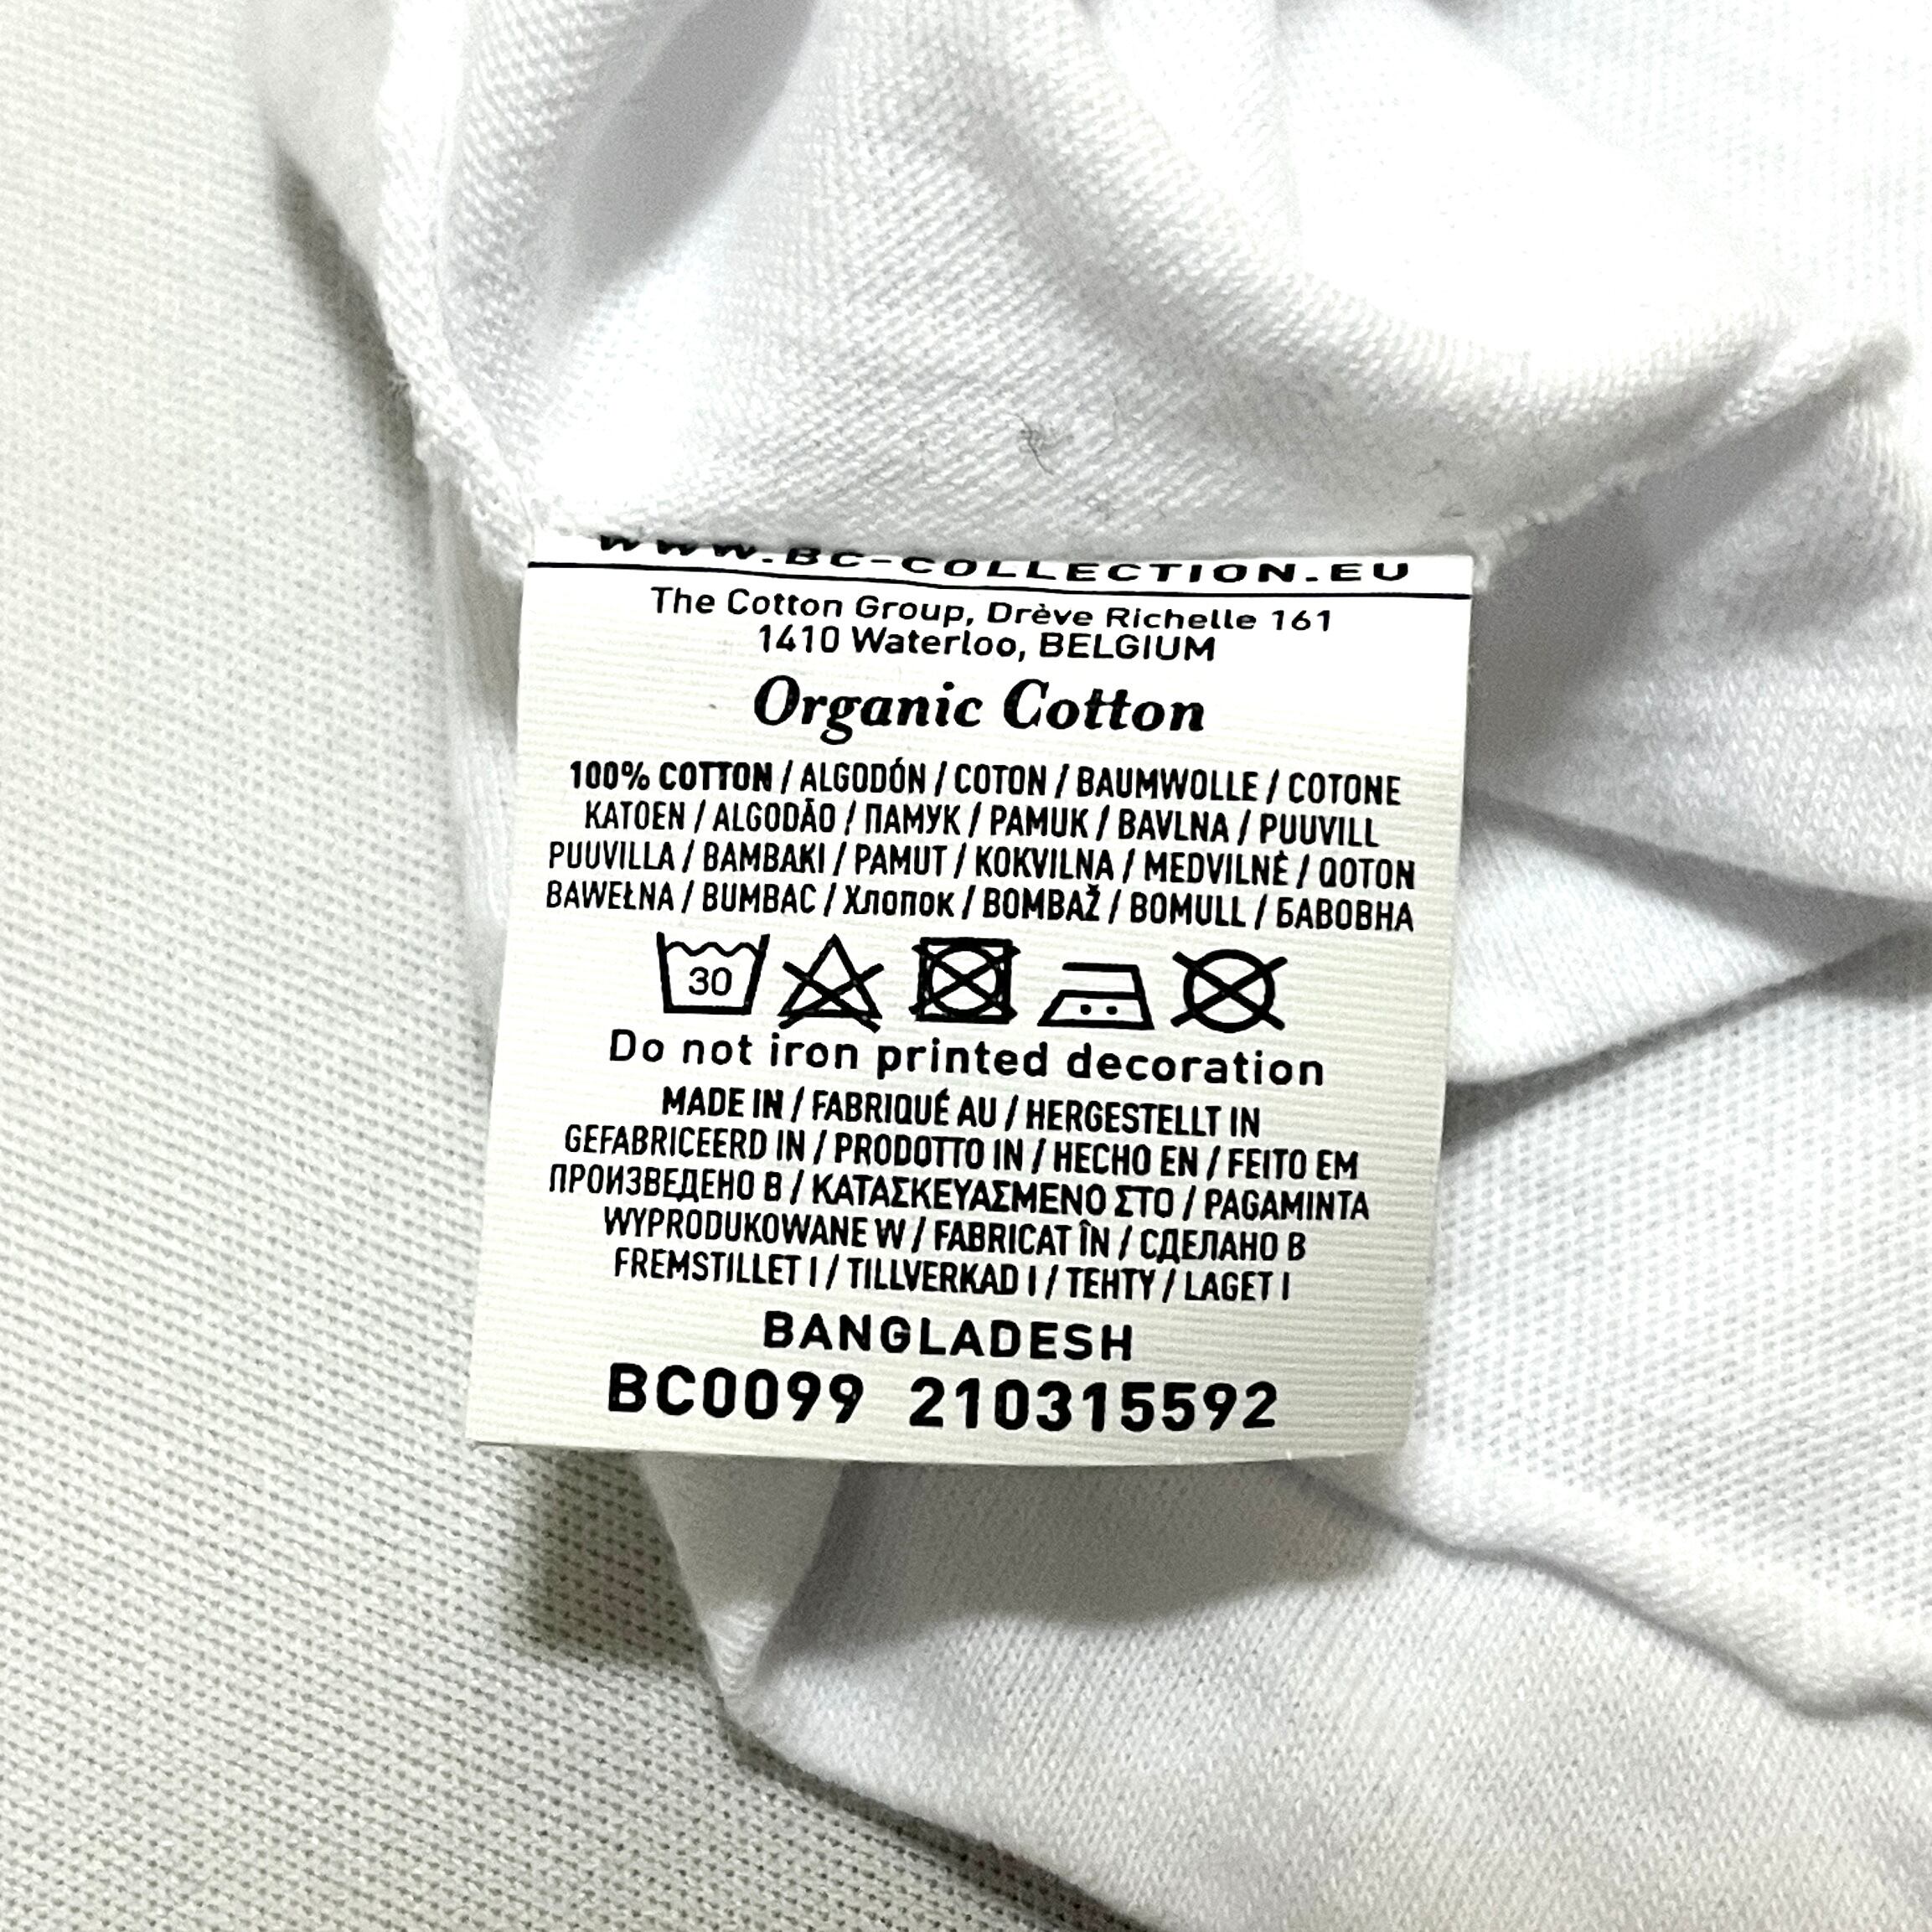 WWW.BC-COLLECTION.EU
The Cotton Group, Drève Richelle 161
1410 Waterloo, BELGIUM
Organic Cotton
100% COTTON / ALGODÓN / COTON / BAUMWOLLE / COTONE
KATOEN / ALGODÃO / ПАМУК / PAMUK / BAVLNA / PUUVILL
PUUVILLA / BAMBAKI / PAMUT / KOKVILNA / MEDVILNĖ / QOTON
BAWEŁNA / BUMBAC / Хлопок / BOMBAŽ / BOMULL / БАВОВНА
30
Do not iron printed decoration
MADE IN / FABRIQUÉ AU / HERGESTELLT IN
GEFABRICEERD IN / PRODOTTO IN / HECHO EN / FEITO EM
ПРОИЗВЕДЕНО В / ΚΑΤΑΣΚΕΥΑΣΜΕΝΟ ΣΤΟ / PAGAMINTA
WYPRODUKOWANE W / FABRICAT ÎN / СДЕЛАНО В
FREMSTILLET I / TILLVERKAD I / TEHTY / LAGET I
BANGLADESH
BC0099 210315592